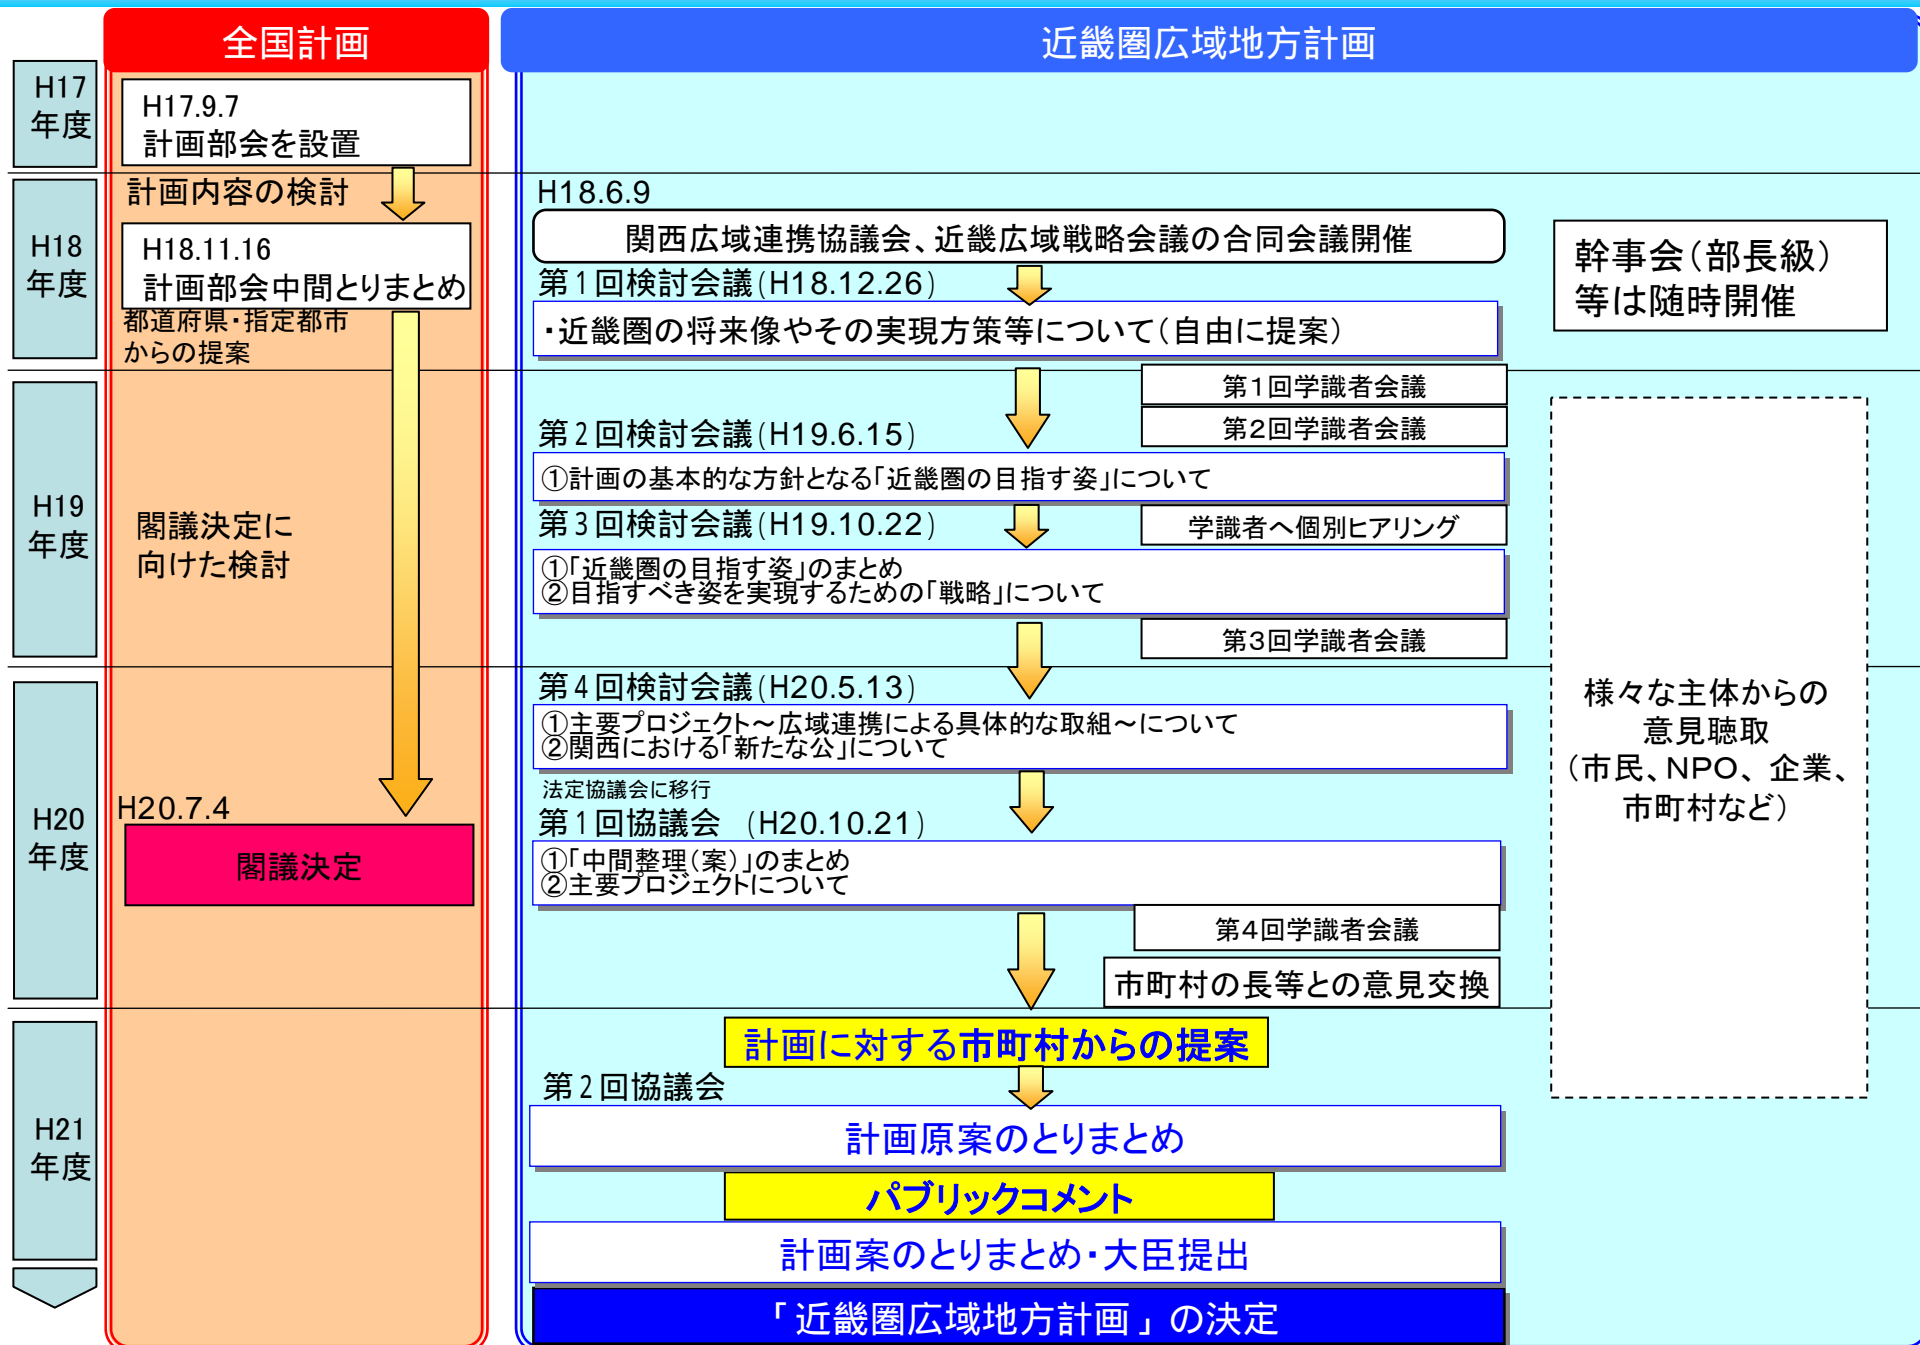 全国計画
近畿圏広域地方計画
H17
年度
H17.9.7
計画部会を設置
計画内容の検討
H18
年度
H18.11.16
計画部会中間とりまとめ
都道府県・指定都市
からの提案
H18.6.9
関西広域連携協議会、近畿広域戦略会議の合同会議開催
第1回検討会議(H18.12.26)
・近畿圏の将来像やその実現方策等について(自由に提案)
幹事会(部長級)
等は随時開催
H19
年度
閣議決定に
向けた検討
第1回学識者会議
第2回学識者会議
第2回検討会議(H19.6.15)
①計画の基本的な方針となる「近畿圏の目指す姿」について
第3回検討会議(H19.10.22)
学識者へ個別ヒアリング
①「近畿圏の目指す姿」のまとめ
②目指すべき姿を実現するための「戦略」について
第3回学識者会議
様々な主体からの
意見聴取
(市民、NPO、企業、
市町村など)
H20
年度
H20.7.4
閣議決定
第4回検討会議(H20.5.13)
①主要プロジェクト~広域連携による具体的な取組~について
②関西における「新たな公」について
法定協議会に移行
第1回協議会 (H20.10.21)
①「中間整理(案)」のまとめ
②主要プロジェクトについて
第4回学識者会議
市町村の長等との意見交換
H21
年度
計画に対する市町村からの提案
第2回協議会
計画原案のとりまとめ
パブリックコメント
計画案のとりまとめ・大臣提出
「近畿圏広域地方計画」の決定